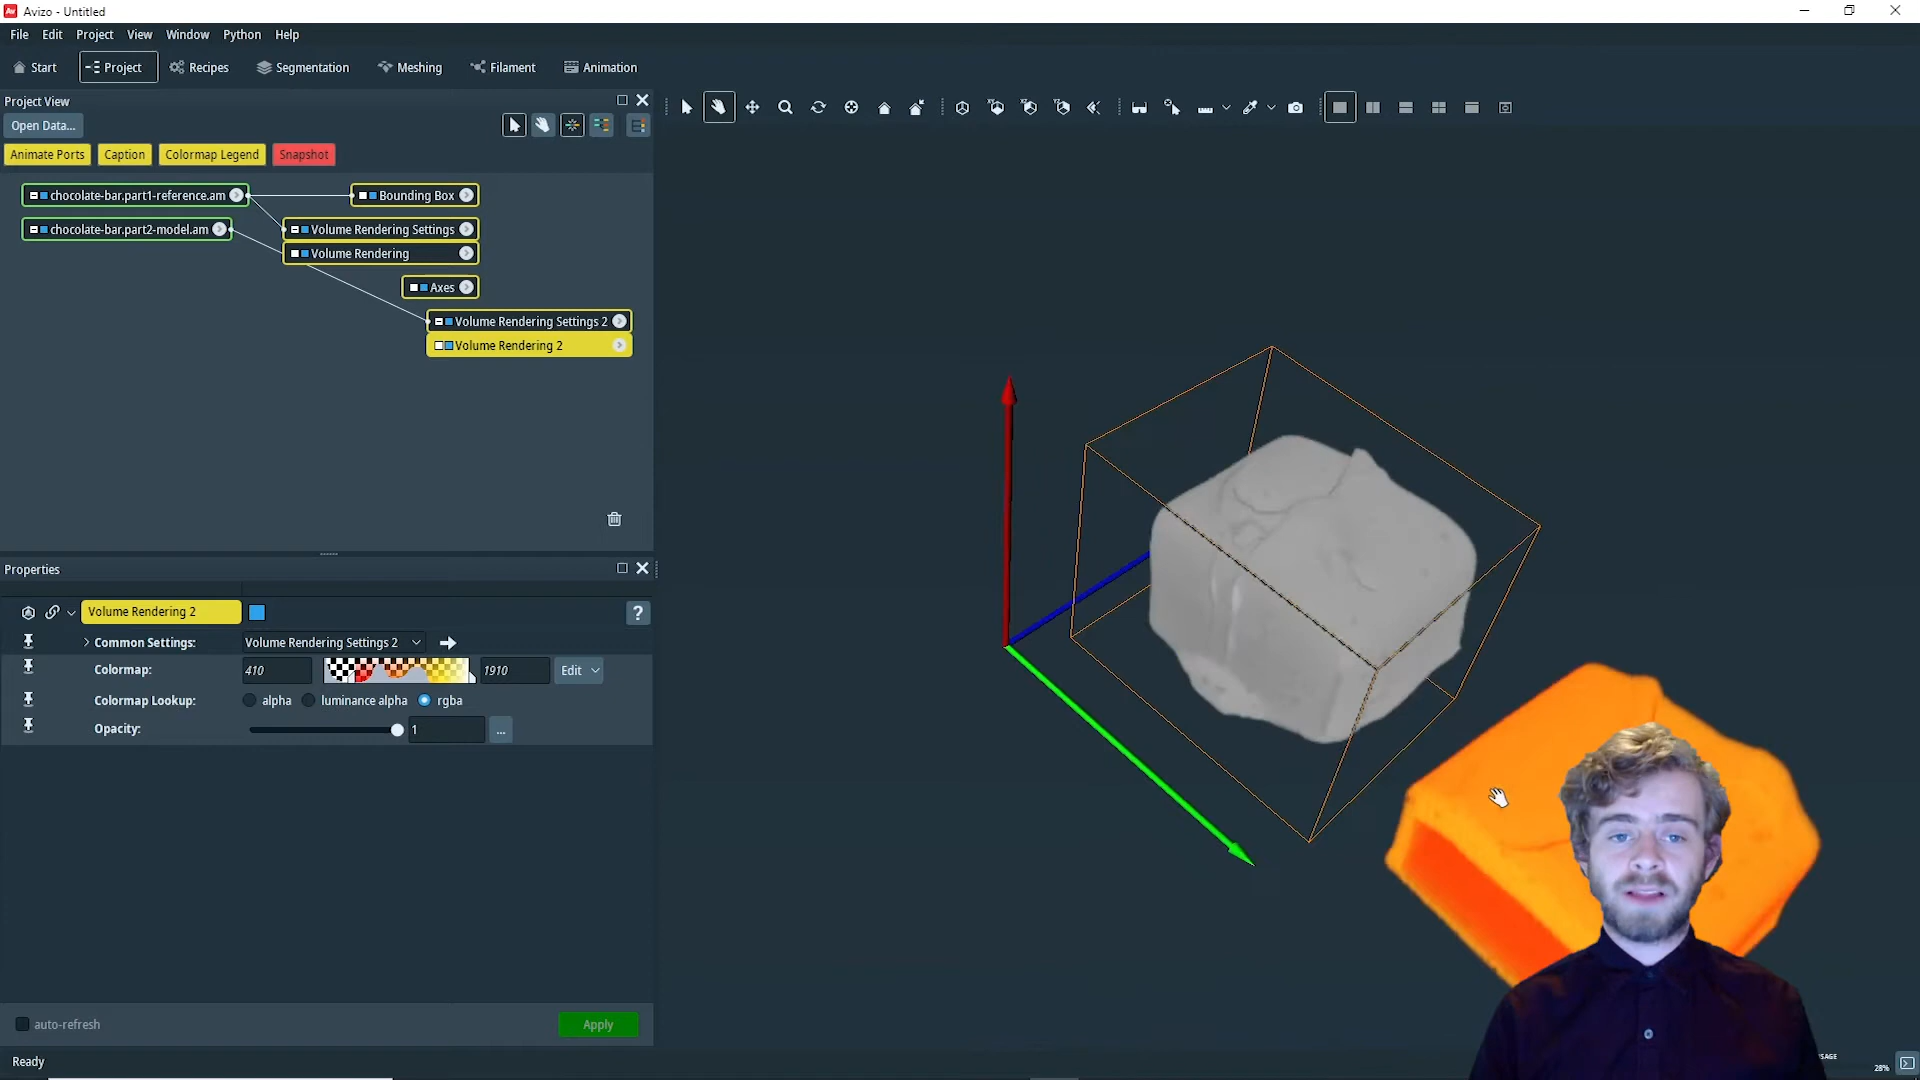 Avizo - Untitled
File Edit Project View Window Python Help
Start Project Recipes Segmentation Meshing Filament Animation
Project View
Open Data...
Animate Ports Caption Colormap Legend Snapshot
chocolate-bar.part1-reference.am Bounding Box
chocolate-bar.part2-model.am Volume Rendering Settings
Volume Rendering
Axes
Volume Rendering Settings 2
Volume Rendering 2
Properties
Volume Rendering 2 ?
Common Settings: Volume Rendering Settings 2
Colormap: 410 1910 Edit
Colormap Lookup: alpha luminance alpha rgba
Opacity: 1 ...
auto-refresh Apply
Ready
28%